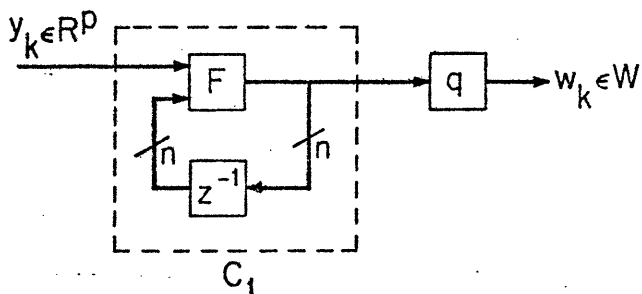 y_k ϵ R^p
F
q
w_k ϵ W
n
n
z^-1
C_1